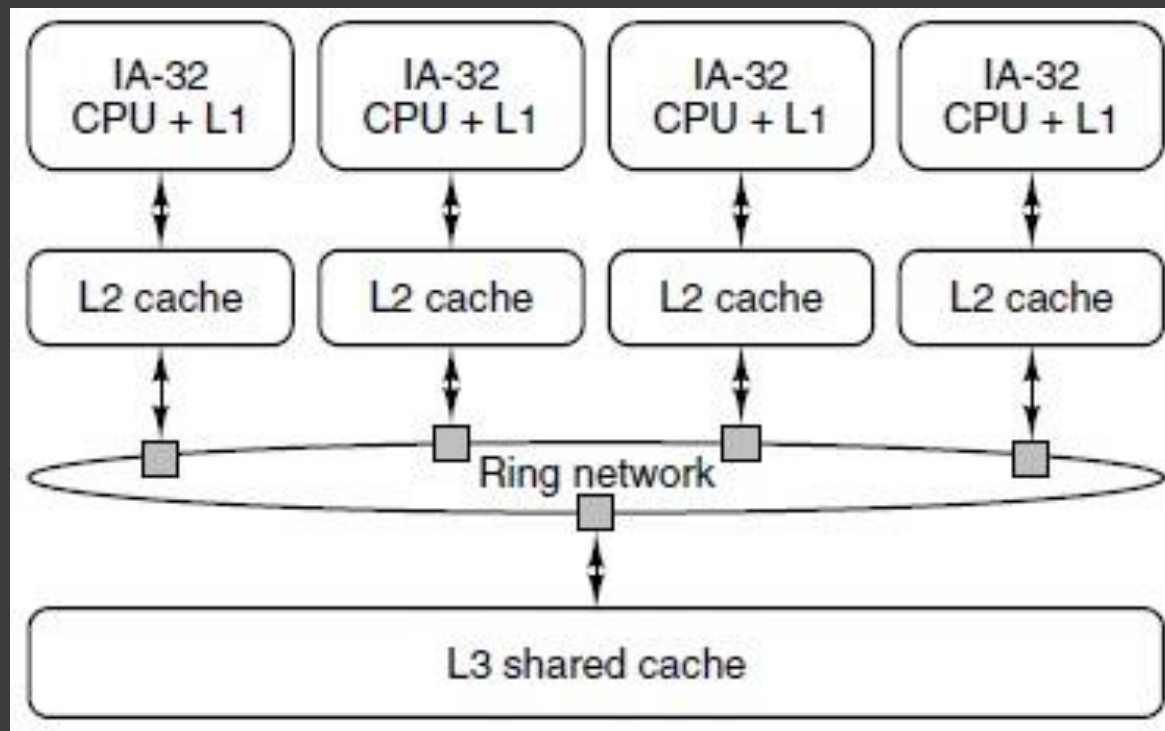 IA-32
CPU + L1
IA-32
CPU + L1
IA-32
CPU + L1
IA-32
CPU + L1
L2 cache
L2 cache
L2 cache
L2 cache
Ring network
L3 shared cache